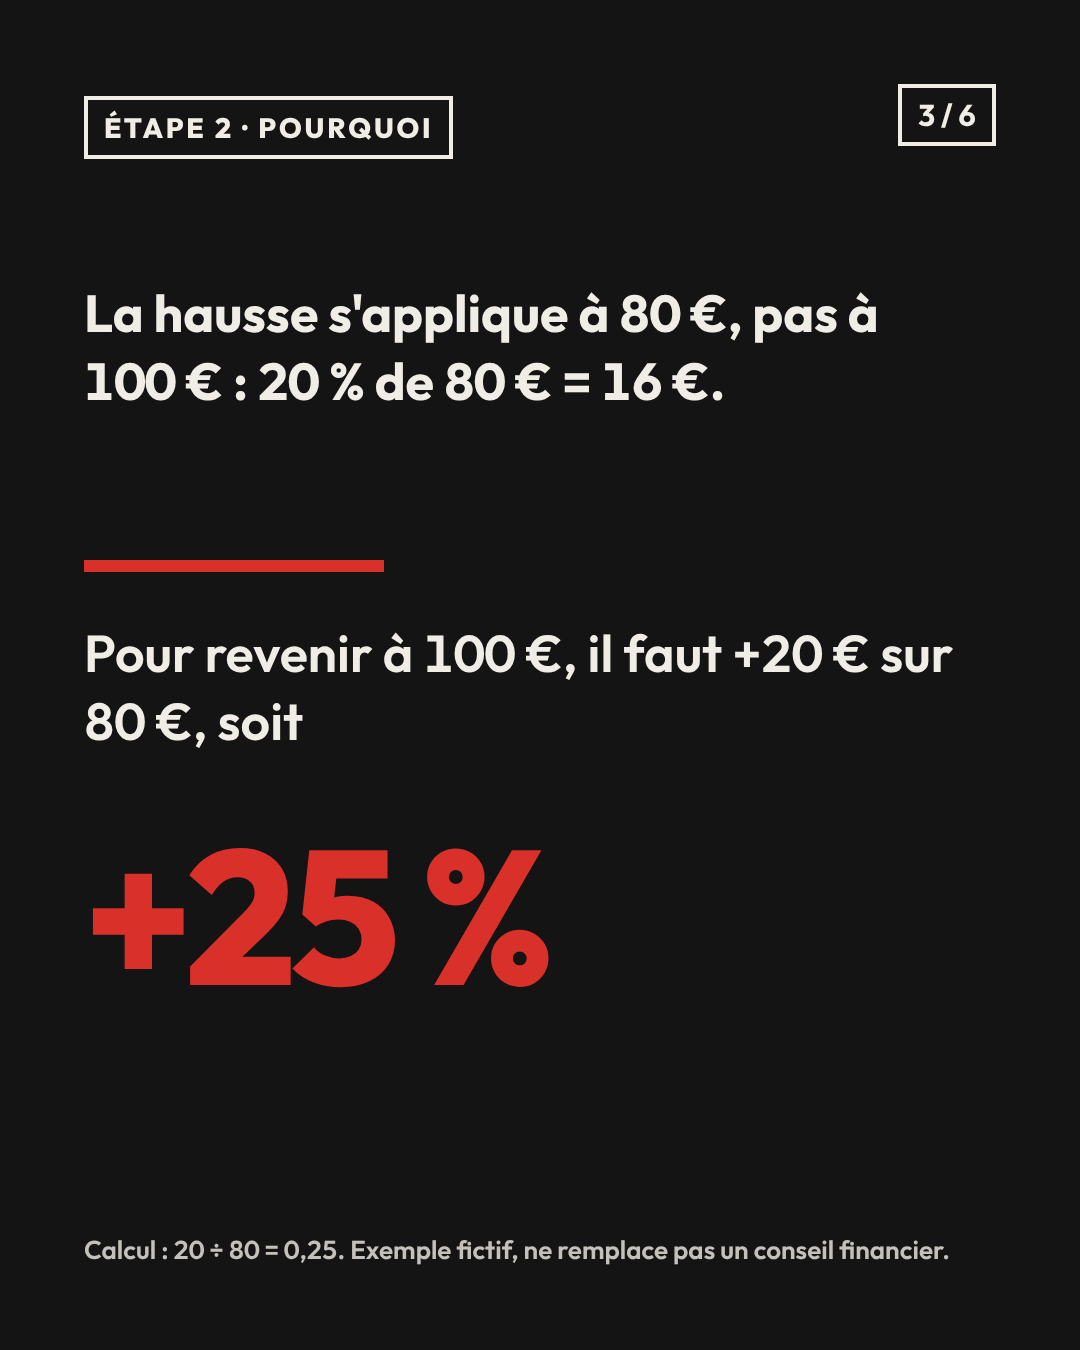 ÉTAPE 2 · POURQUOI
3 / 6
La hausse s'applique à 80 €, pas à
100 € : 20 % de 80 € = 16 €.
Pour revenir à 100 €, il faut +20 € sur
80 €, soit
+25 %
Calcul : 20 ÷ 80 = 0,25. Exemple fictif, ne remplace pas un conseil financier.